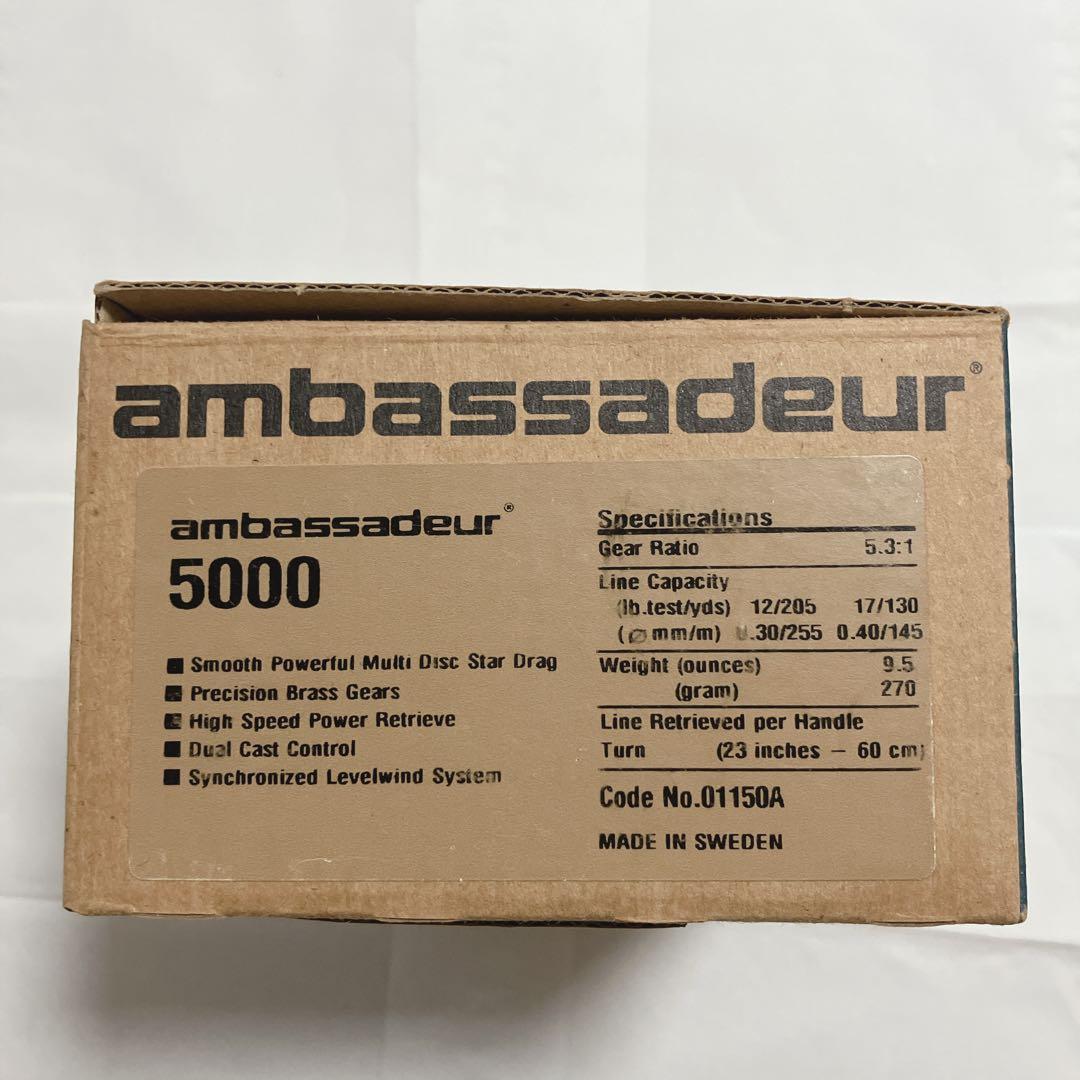 ambassadeur®
ambassadeur®
5000
■ Smooth Powerful Multi Disc Star Drag
■ Precision Brass Gears
■ High Speed Power Retrieve
■ Dual Cast Control
■ Synchronized Levelwind System
Specifications
Gear Ratio 5.3:1
Line Capacity
(lb.test/yds) 12/205 17/130
(⌀ mm/m) 0.30/255 0.40/145
Weight (ounces) 9.5
(gram) 270
Line Retrieved per Handle
Turn (23 inches – 60 cm)
Code No.01150A
MADE IN SWEDEN